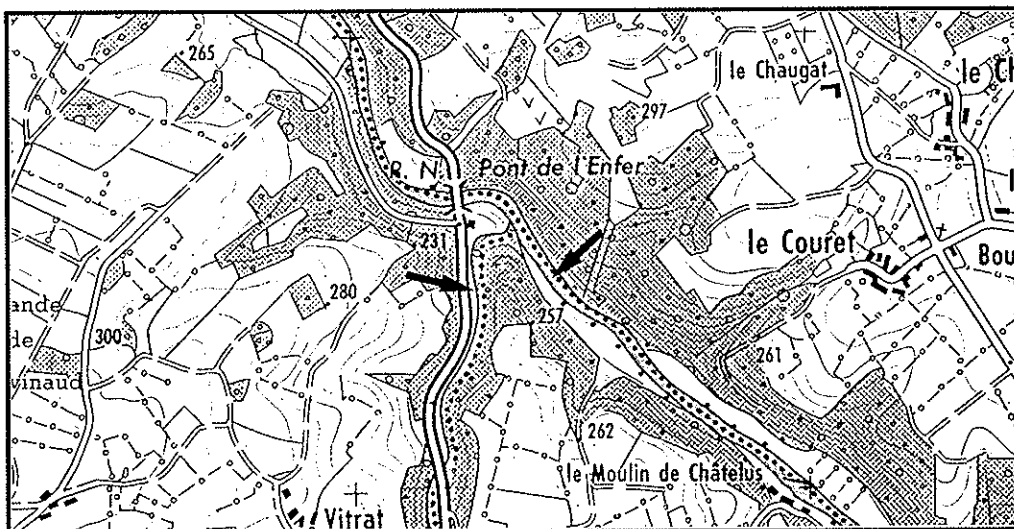 265
le Chaugat
le Ch
297
R. N.
Pont de l'Enfer
231
le Couret
Bou
ande
280
de
300
257
261
vinaud
262
le Moulin de Châtelus
Vitrat